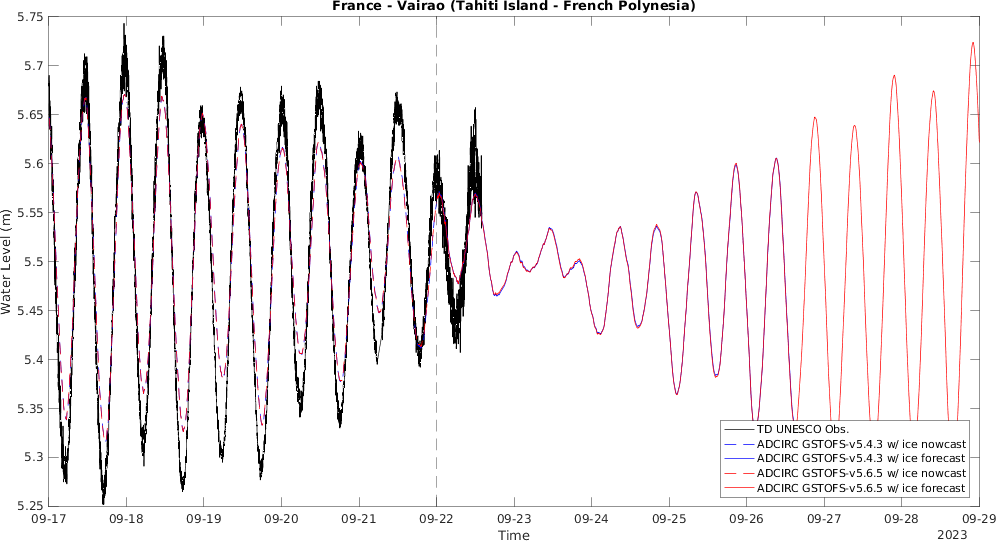 France - Vairao (Tahiti Island - French Polynesia)
5.75
5.7
5.65
5.6
5.55
5.5
5.45
5.4
5.35
5.3
5.25
Water Level (m)
TD UNESCO Obs.
ADCIRC GSTOFS-v5.4.3 w/ ice nowcast
ADCIRC GSTOFS-v5.4.3 w/ ice forecast
ADCIRC GSTOFS-v5.6.5 w/ ice nowcast
ADCIRC GSTOFS-v5.6.5 w/ ice forecast
09-17 09-18 09-19 09-20 09-21 09-22 09-23 09-24 09-25 09-26 09-27 09-28 09-29
Time
2023